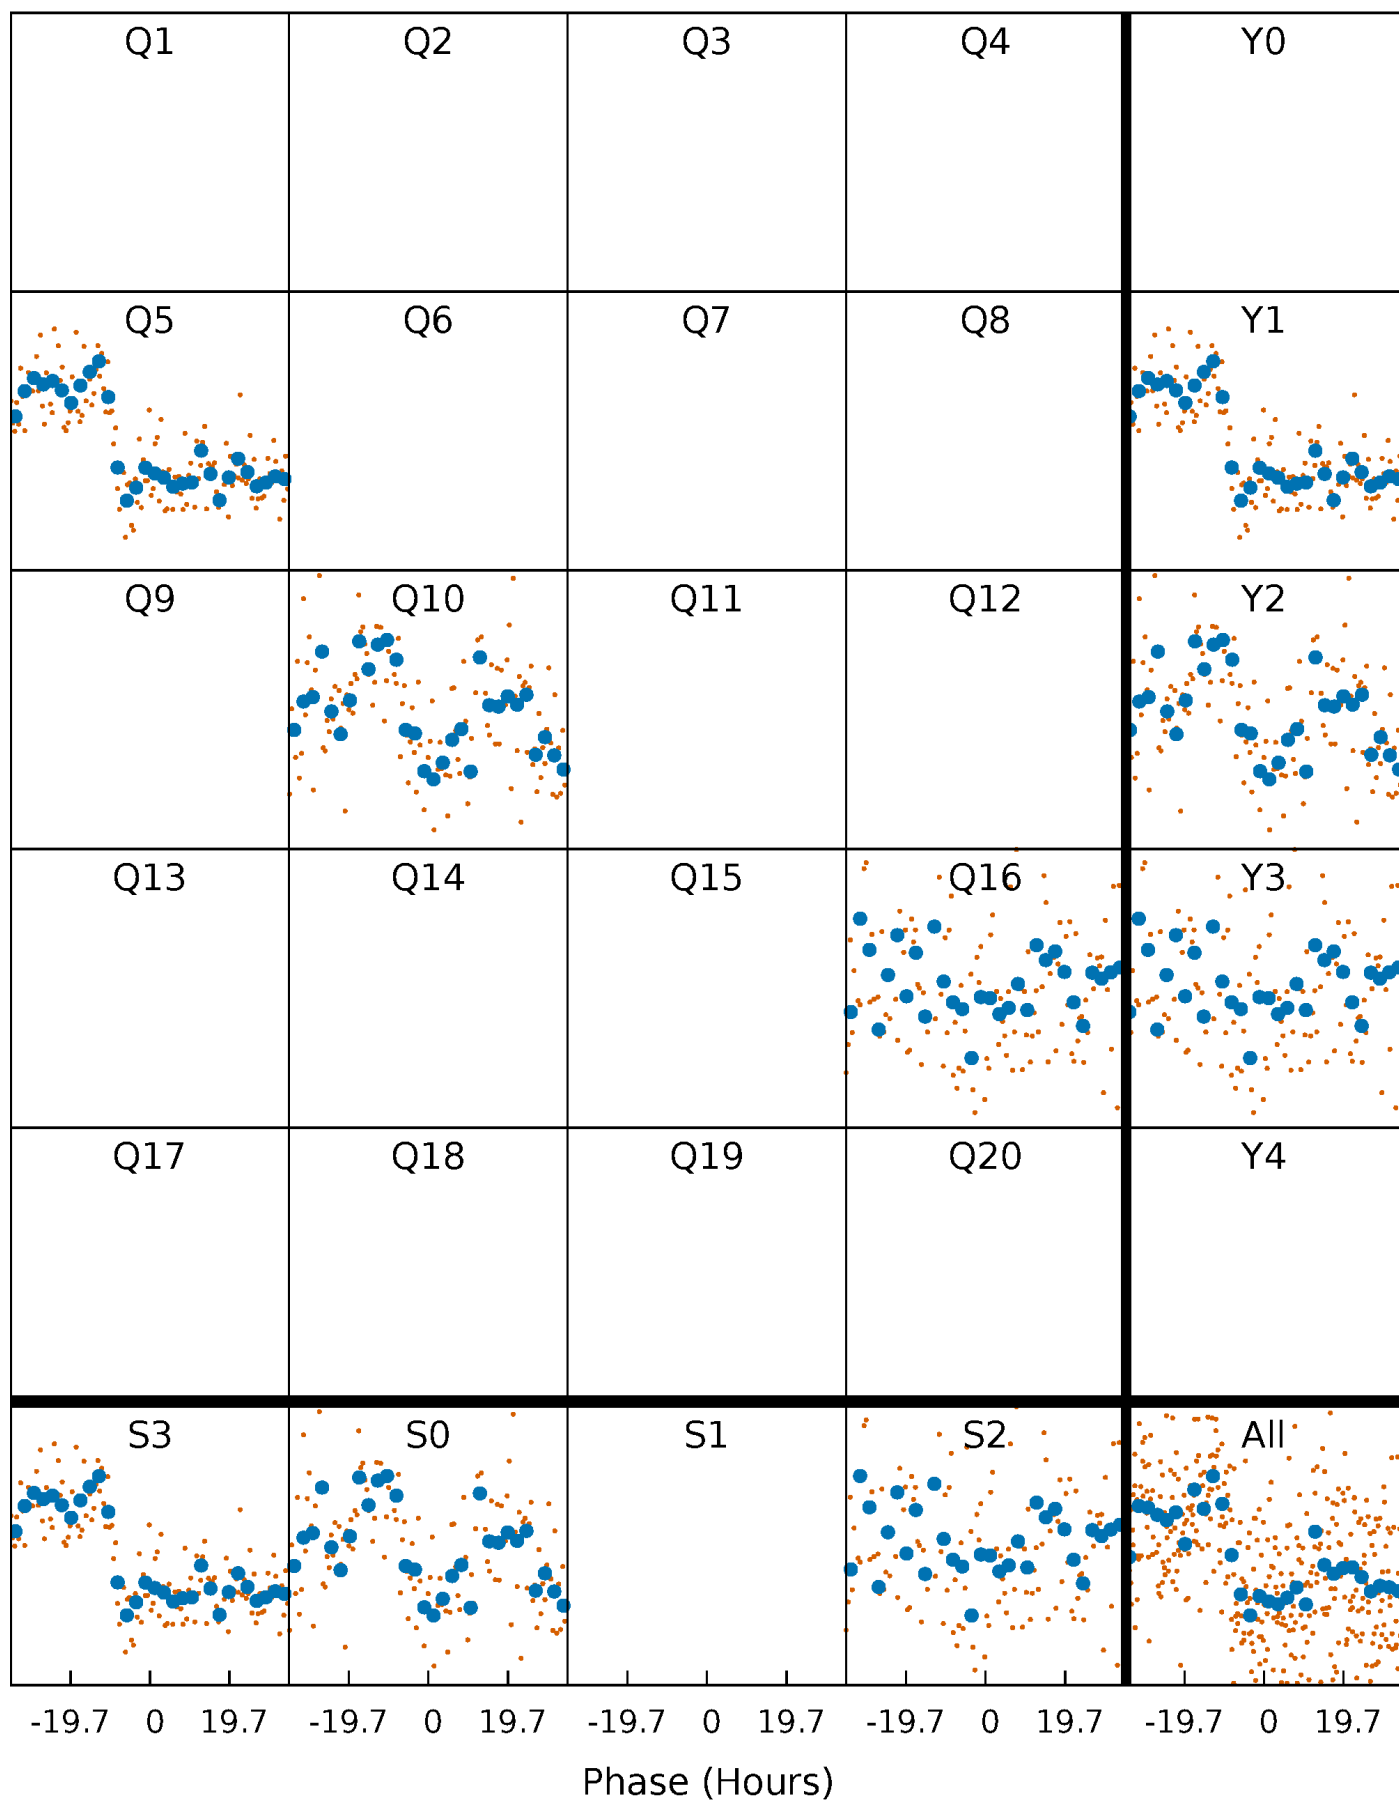 Q1 Q2 Q3 Q4 Y0
Q5 Q6 Q7 Q8 Y1
Q9 Q10 Q11 Q12 Y2
Q13 Q14 Q15 Q16 Y3
Q17 Q18 Q19 Q20 Y4
S3 S0 S1 S2 All
-19.7 0 19.7 -19.7 0 19.7 -19.7 0 19.7 -19.7 0 19.7 -19.7 0 19.7
Phase (Hours)